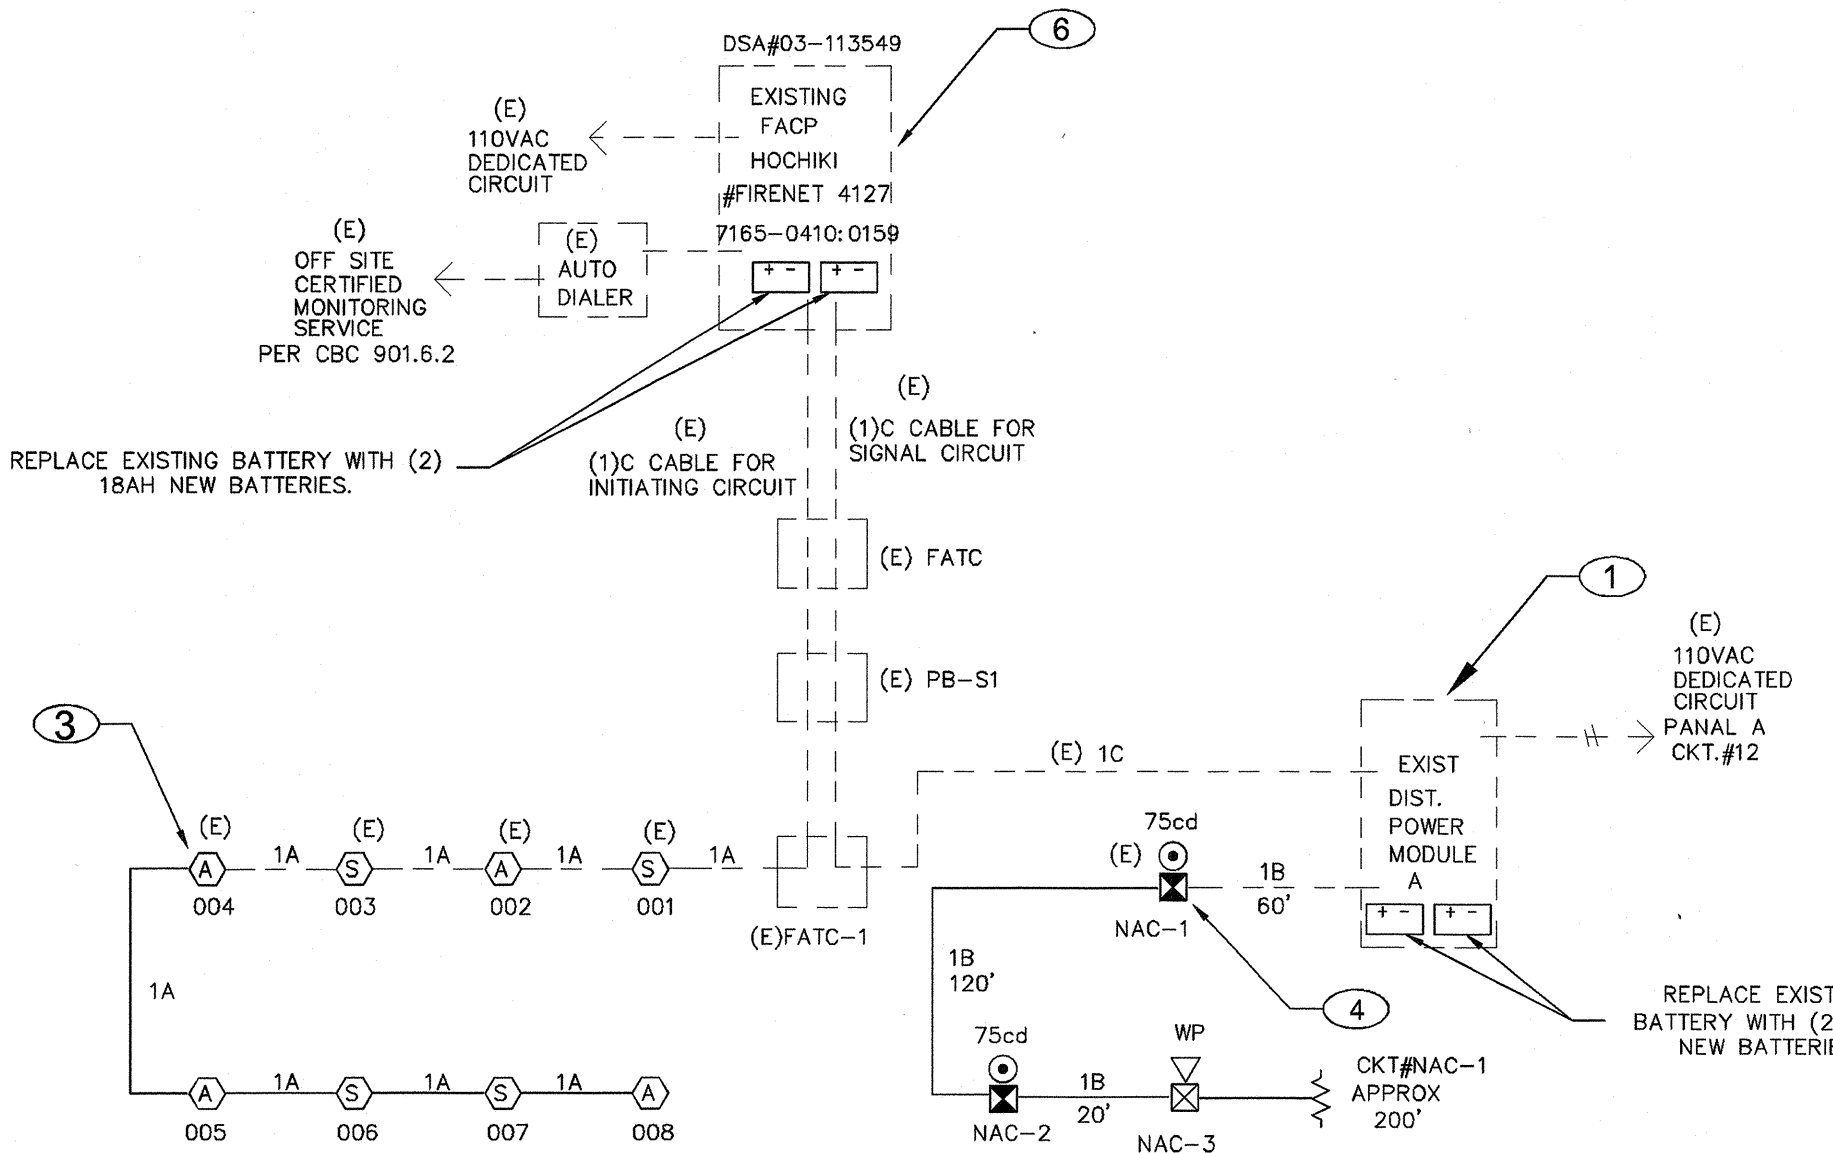 6
DSA#03-113549
EXISTING
FACP
HOCHIKI
#FIRENET 4127
7165-0410:0159
+ -
+ -
(E)
110VAC
DEDICATED
CIRCUIT
(E)
AUTO
DIALER
(E)
OFF SITE
CERTIFIED
MONITORING
SERVICE
PER CBC 901.6.2
REPLACE EXISTING BATTERY WITH (2)
18AH NEW BATTERIES.
(E)
(1)C CABLE FOR
INITIATING CIRCUIT
(E)
(1)C CABLE FOR
SIGNAL CIRCUIT
(E) FATC
(E) PB-S1
1
(E)
110VAC
DEDICATED
CIRCUIT
PANAL A
CKT.#12
(E) 1C
EXIST
DIST.
POWER
MODULE
A
+ -
+ -
REPLACE EXIST
BATTERY WITH (2
NEW BATTERIE
3
(E)
A
004
1A
(E)
S
003
1A
(E)
A
002
1A
(E)
S
001
1A
(E)FATC-1
1A
A
005
1A
S
006
1A
S
007
1A
A
008
75cd
(E)
NAC-1
1B
60'
4
1B
120'
75cd
NAC-2
1B
20'
WP
NAC-3
CKT#NAC-1
APPROX
200'